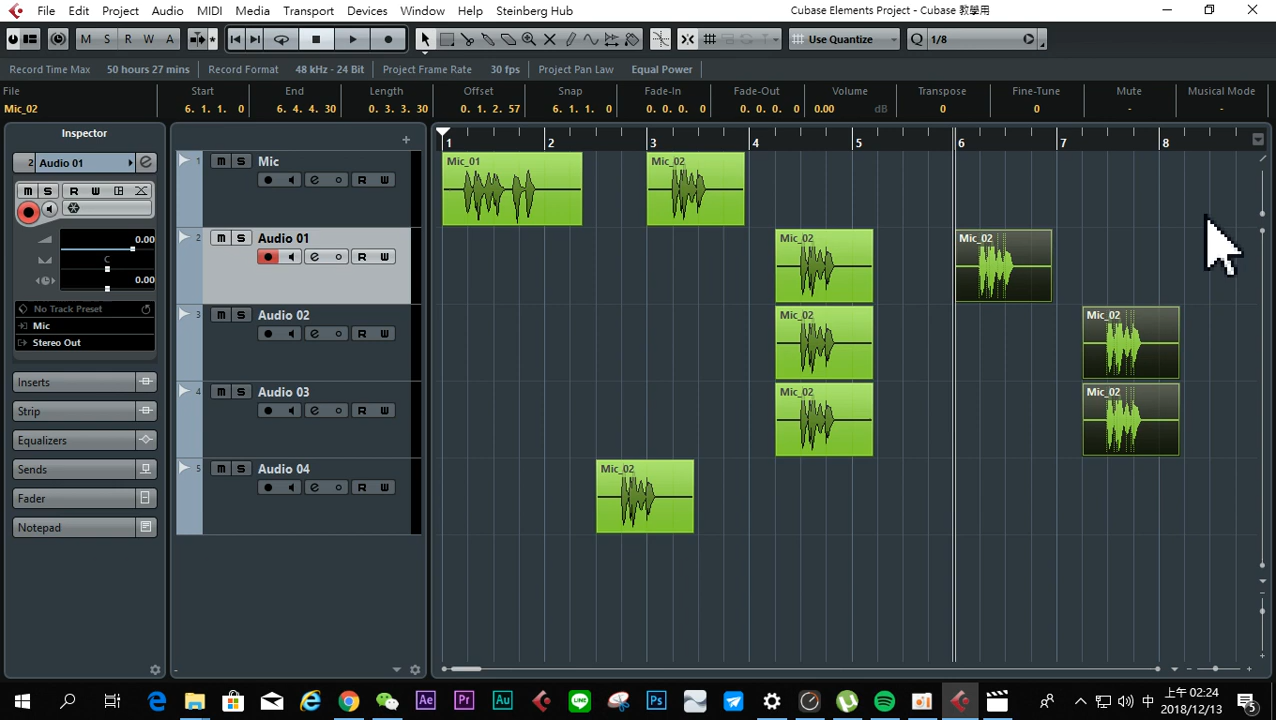 File Edit Project Audio MIDI Media Transport Devices Window Help Steinberg Hub Cubase Elements Project - Cubase 教學用
M S R W A Use Quantize Q 1/8
Record Time Max 50 hours 27 mins Record Format 48 kHz - 24 Bit Project Frame Rate 30 fps Project Pan Law Equal Power
File Start End Length Offset Snap Fade-In Fade-Out Volume Transpose Fine-Tune Mute Musical Mode
Mic_02 6. 1. 1. 0 6. 4. 4. 30 0. 3. 3. 30 0. 1. 2. 57 6. 1. 1. 0 0. 0. 0. 0 0. 0. 0. 0 0.00 dB 0 0 - -
Inspector
1 2 3 4 5 6 7 8
2 Audio 01
M S
R W
0.00
C
0.00
No Track Preset
Mic
Stereo Out
Inserts
Strip
Equalizers
Sends
Fader
Notepad
1 M S Mic
R W
2 M S Audio 01
R W
3 M S Audio 02
R W
4 M S Audio 03
R W
5 M S Audio 04
R W
Mic_01 Mic_02
Mic_02 Mic_02
Mic_02 Mic_02
Mic_02 Mic_02
Mic_02
Ae Pr Au LINE Ps 中 上午 02:24
2018/12/13 5